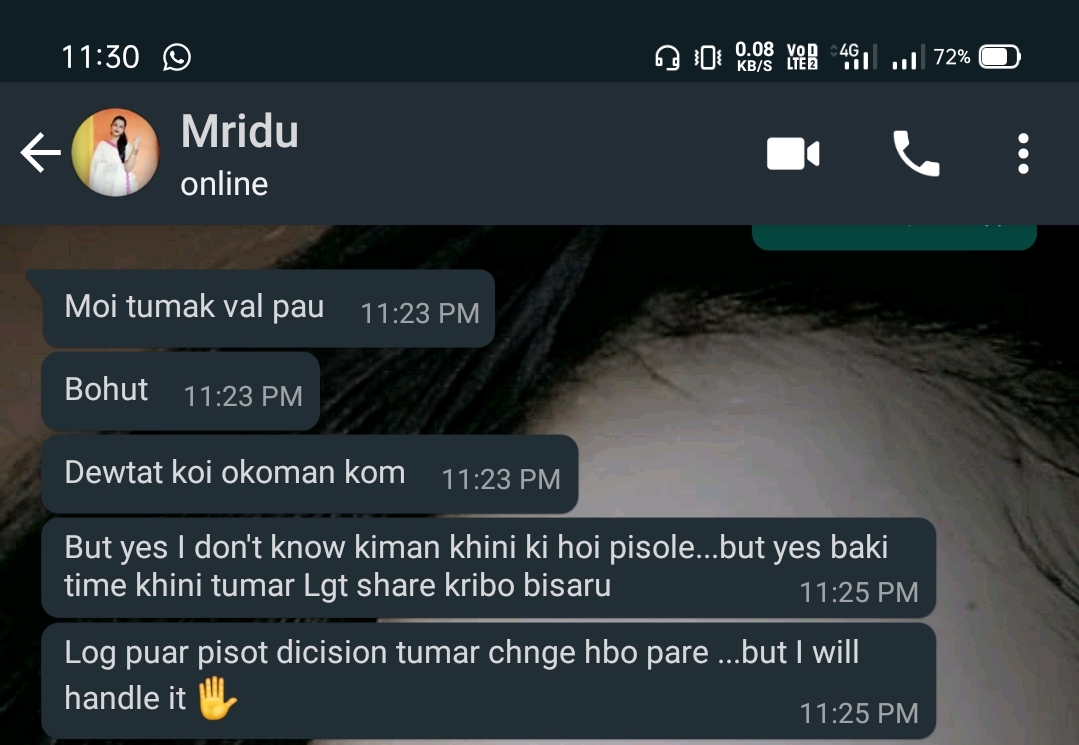 11:30
0.08 KB/S Vo LTE 2 4G 72%
Mridu
online
Moi tumak val pau 11:23 PM
Bohut 11:23 PM
Dewtat koi okoman kom 11:23 PM
But yes I don't know kiman khini ki hoi pisole...but yes baki
time khini tumar Lgt share kribo bisaru 11:25 PM
Log puar pisot dicision tumar chnge hbo pare ...but I will
handle it 🤚 11:25 PM